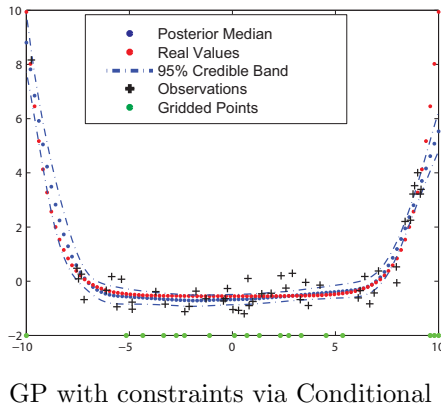 10
8
6
4
2
0
−2
−10
−5
0
5
10
Posterior Median
Real Values
95% Credible Band
Observations
Gridded Points
GP with constraints via Conditional